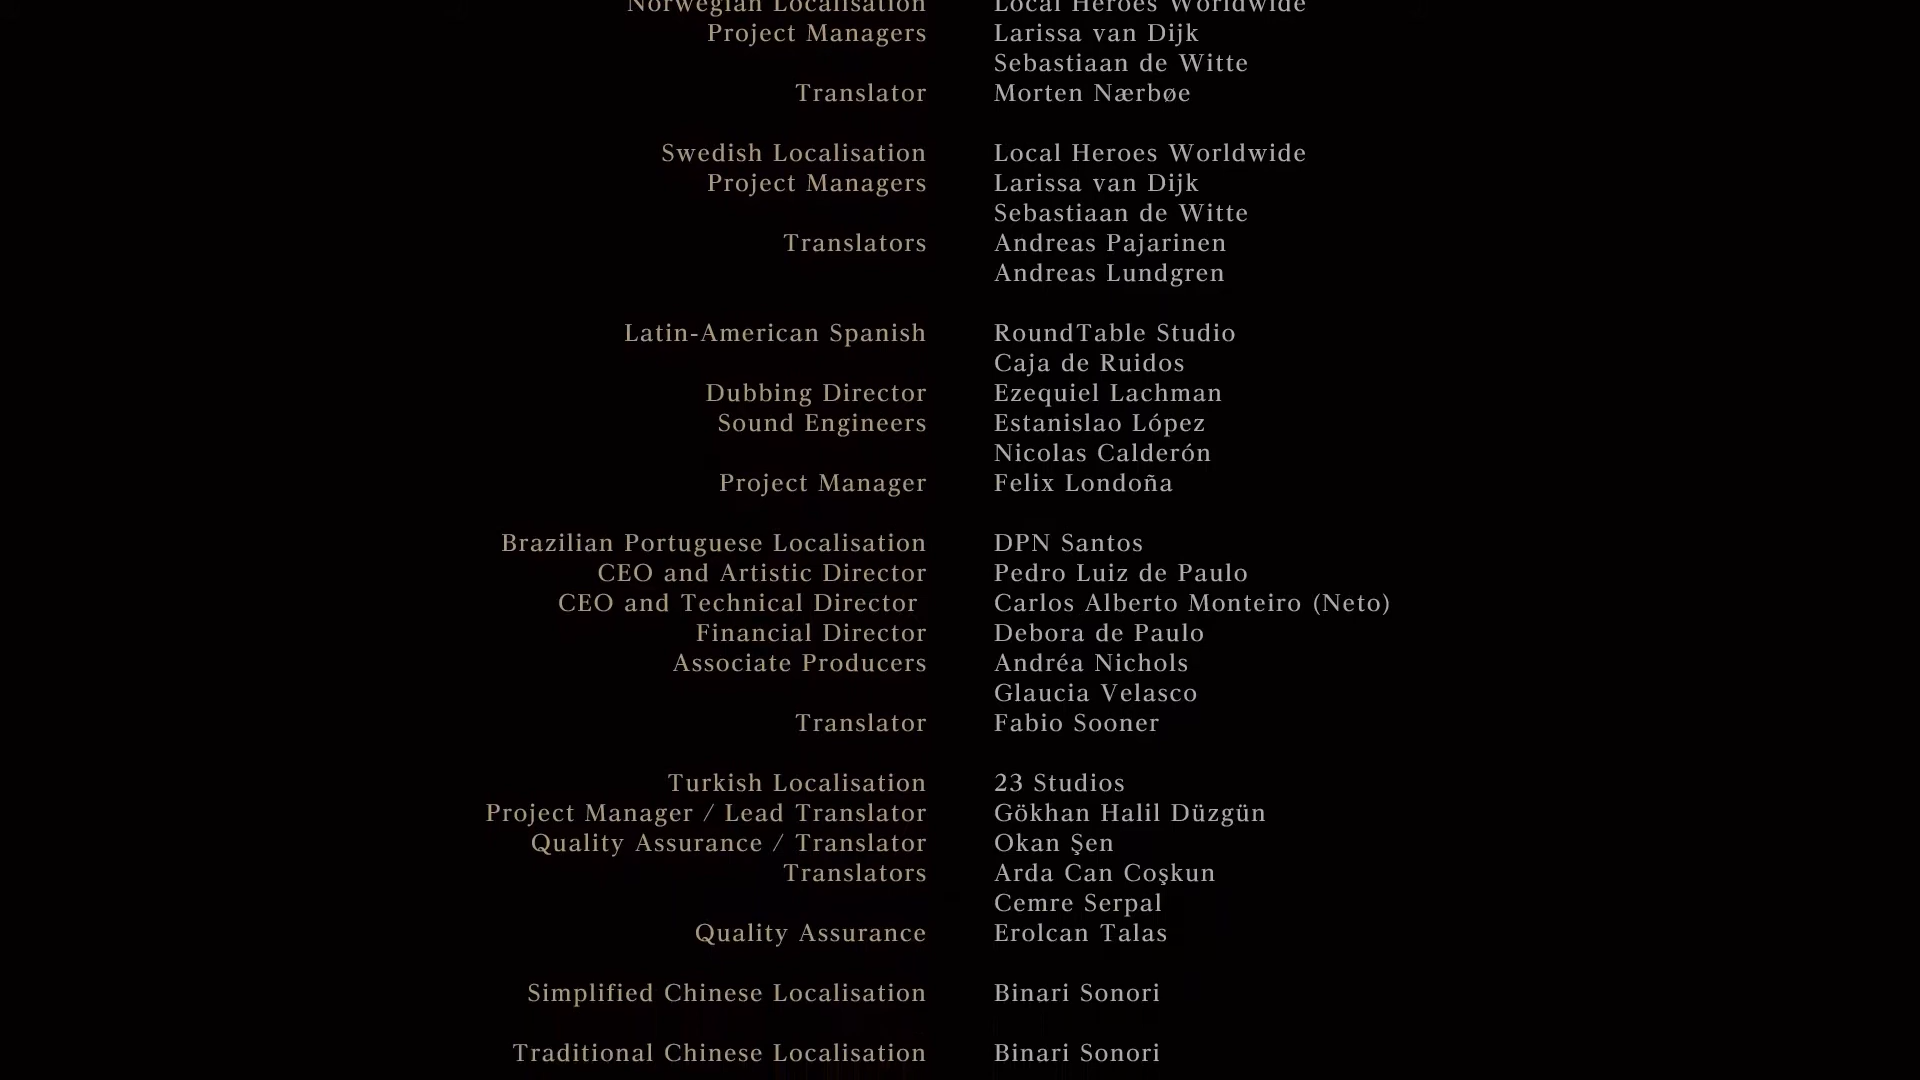 Norwegian Localisation Local Heroes Worldwide
Project Managers Larissa van Dijk
Sebastiaan de Witte
Translator Morten Nærbøe
Swedish Localisation Local Heroes Worldwide
Project Managers Larissa van Dijk
Sebastiaan de Witte
Translators Andreas Pajarinen
Andreas Lundgren
Latin-American Spanish RoundTable Studio
Caja de Ruidos
Dubbing Director Ezequiel Lachman
Sound Engineers Estanislao López
Nicolas Calderón
Project Manager Felix Londoña
Brazilian Portuguese Localisation DPN Santos
CEO and Artistic Director Pedro Luiz de Paulo
CEO and Technical Director Carlos Alberto Monteiro (Neto)
Financial Director Debora de Paulo
Associate Producers Andréa Nichols
Glaucia Velasco
Translator Fabio Sooner
Turkish Localisation 23 Studios
Project Manager / Lead Translator Gökhan Halil Düzgün
Quality Assurance / Translator Okan Şen
Translators Arda Can Coşkun
Cemre Serpal
Quality Assurance Erolcan Talas
Simplified Chinese Localisation Binari Sonori
Traditional Chinese Localisation Binari Sonori